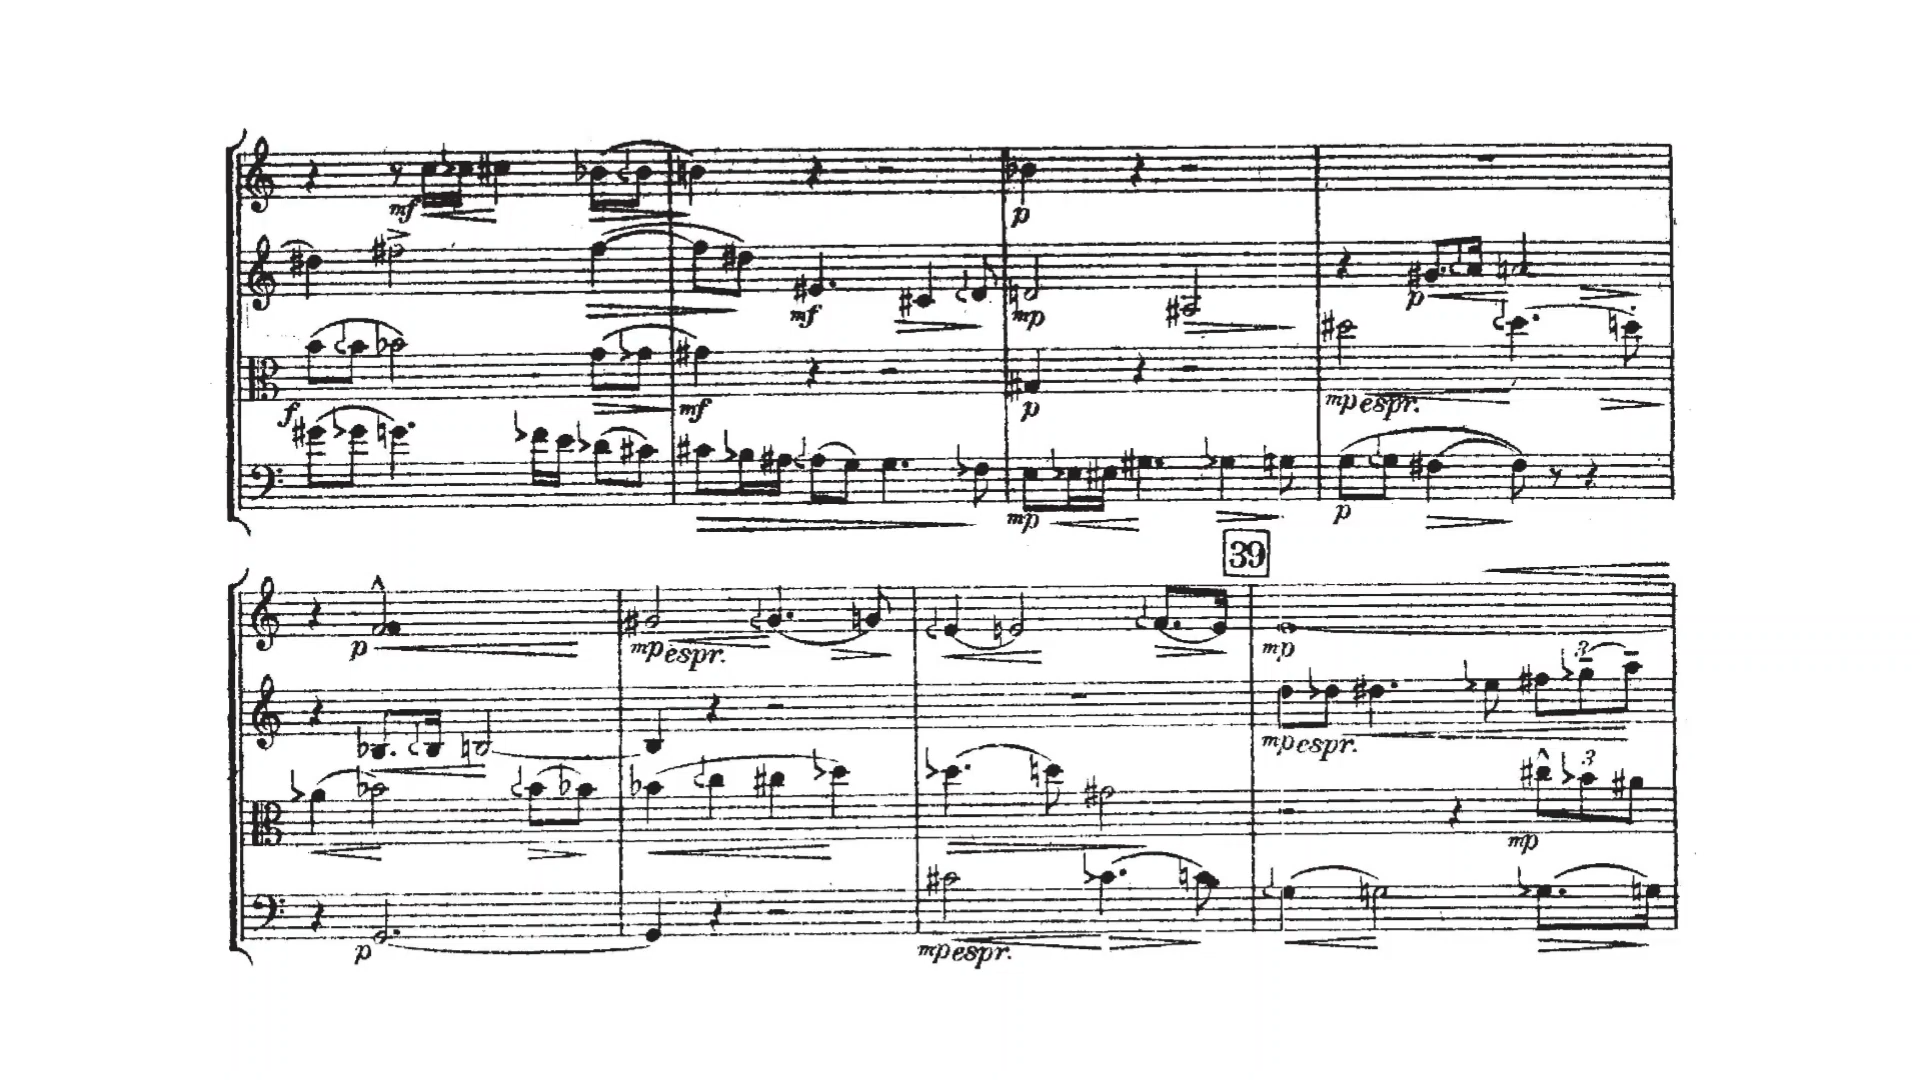 mf
mf mp
f mf p p mp espr.
mp p
39
p mp espr. mp
3
mp espr.
3
mp
p mp espr.